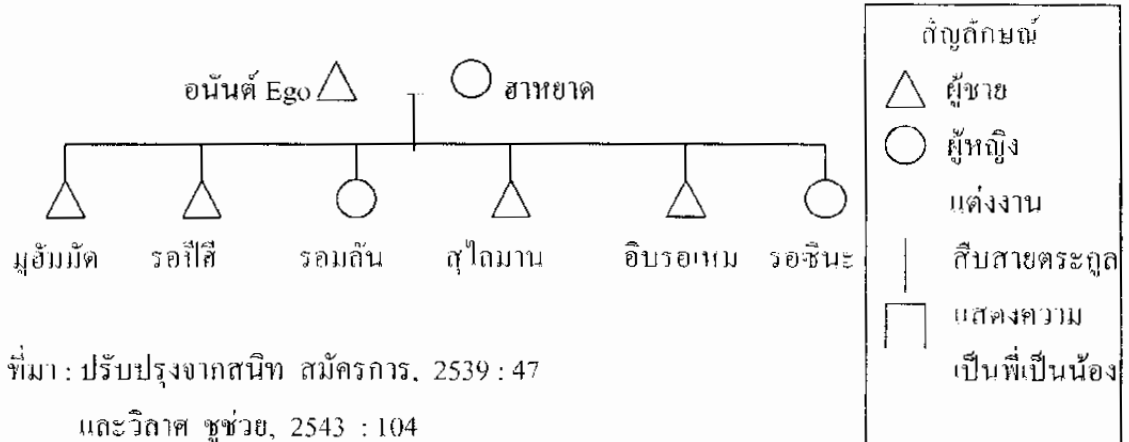 อนันต์ Ego ฮาหยาด
มูฮัมมัด รอปีศี รอมลัน สุไลมาน อิบรอเหม รอซีนะ
ที่มา : ปรับปรุงจากสนิท สมัครการ, 2539 : 47
และวิลาศ ชูช่วย, 2543 : 104
สัญลักษณ์
ผู้ชาย
ผู้หญิง
แต่งงาน
สืบสายตระกูล
แสดงความ
เป็นพี่เป็นน้อง